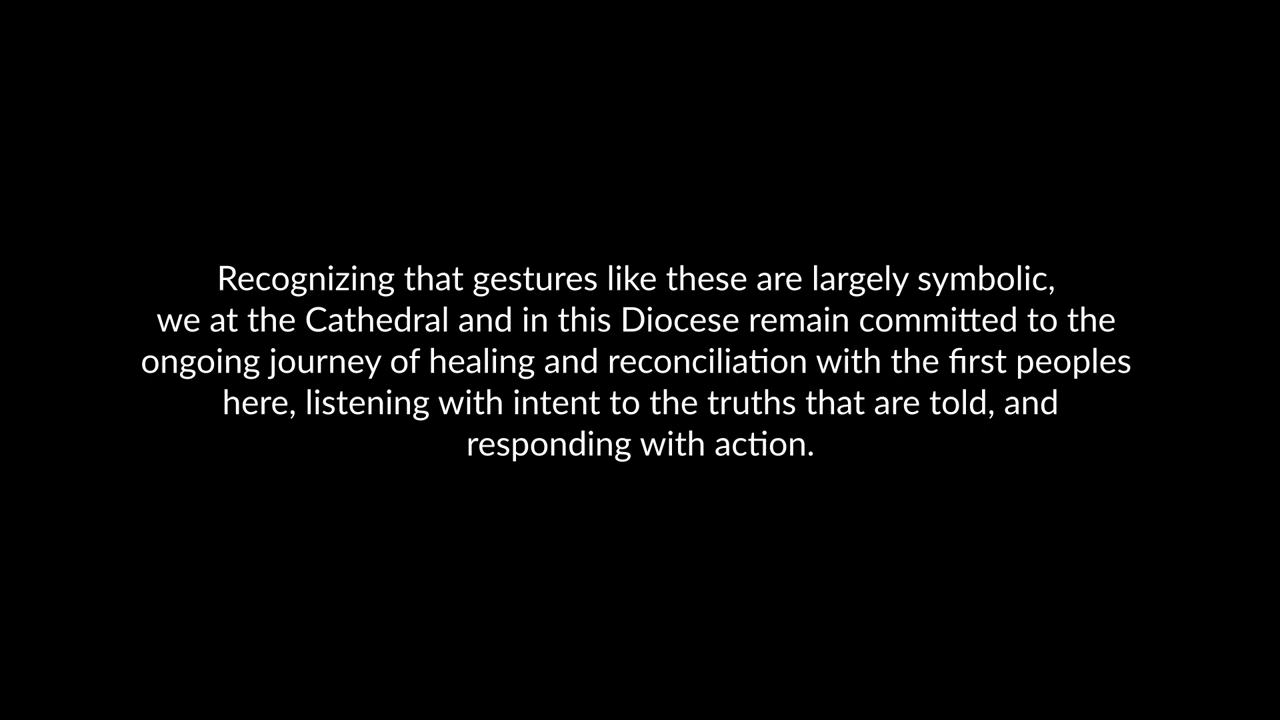 Recognizing that gestures like these are largely symbolic,
we at the Cathedral and in this Diocese remain committed to the
ongoing journey of healing and reconciliation with the first peoples
here, listening with intent to the truths that are told, and
responding with action.